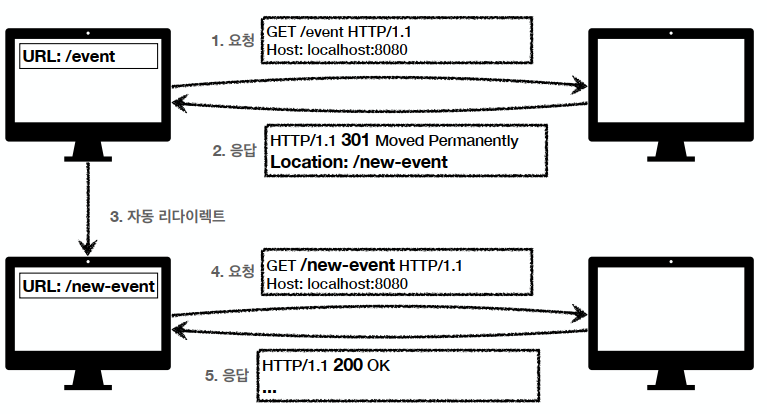 URL: /event
1. 요청
GET /event HTTP/1.1
Host: localhost:8080
2. 응답
HTTP/1.1 301 Moved Permanently
Location: /new-event
3. 자동 리다이렉트
URL: /new-event
4. 요청
GET /new-event HTTP/1.1
Host: localhost:8080
5. 응답
HTTP/1.1 200 OK
...